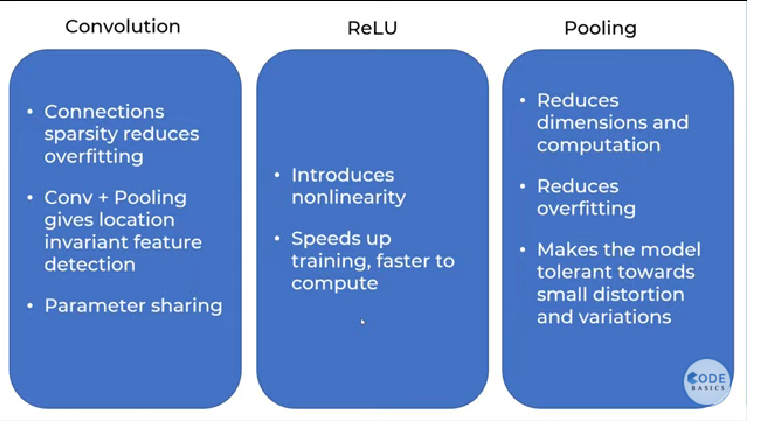 Convolution
ReLU
Pooling
• Connections
sparsity reduces
overfitting
• Conv + Pooling
gives location
invariant feature
detection
• Parameter sharing
• Introduces
nonlinearity
• Speeds up
training, faster to
compute
• Reduces
dimensions and
computation
• Reduces
overfitting
• Makes the model
tolerant towards
small distortion
and variations
CODE
BASICS